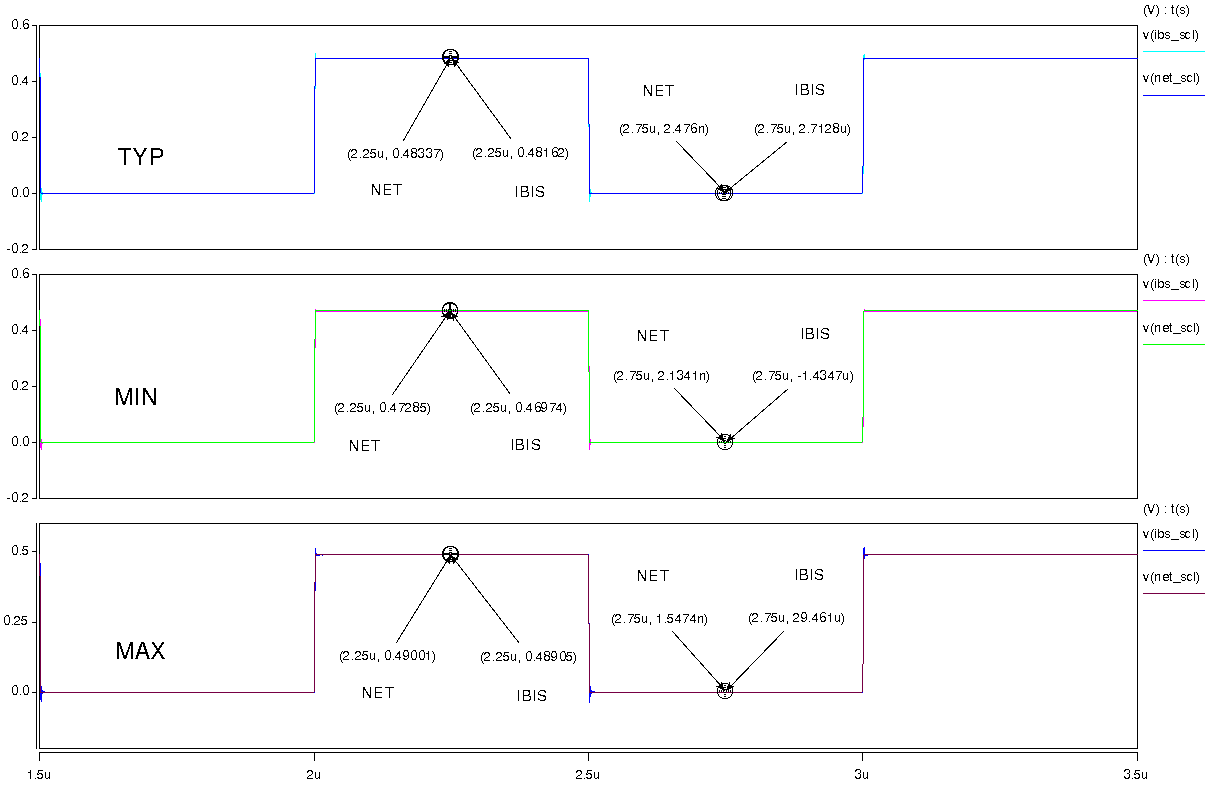 (V) : t(s)
0.6
v(ibs_scl)
v(net_scl)
0.4
NET
IBIS
(2.75u, 2.476n)
(2.75u, 2.7128u)
0.2
TYP
(2.25u, 0.48337)
(2.25u, 0.48162)
NET
IBIS
0.0
-0.2
(V) : t(s)
0.6
v(ibs_scl)
v(net_scl)
0.4
NET
IBIS
(2.75u, 2.1341n)
(2.75u, -1.4347u)
0.2
MIN
(2.25u, 0.47285)
(2.25u, 0.46974)
NET
IBIS
0.0
-0.2
(V) : t(s)
v(ibs_scl)
0.5
v(net_scl)
NET
IBIS
0.25
(2.75u, 1.5474n)
(2.75u, 29.461u)
MAX
(2.25u, 0.49001)
(2.25u, 0.48905)
NET
IBIS
0.0
1.5u
2u
2.5u
3u
3.5u